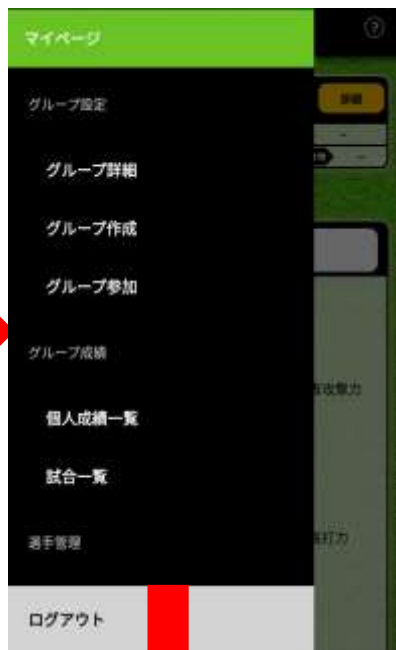 マイページ
?
グループ設定
詳細
グループ詳細
グループ作成
グループ参加
グループ成績
個人成績一覧
試合一覧
選手管理
ログアウト